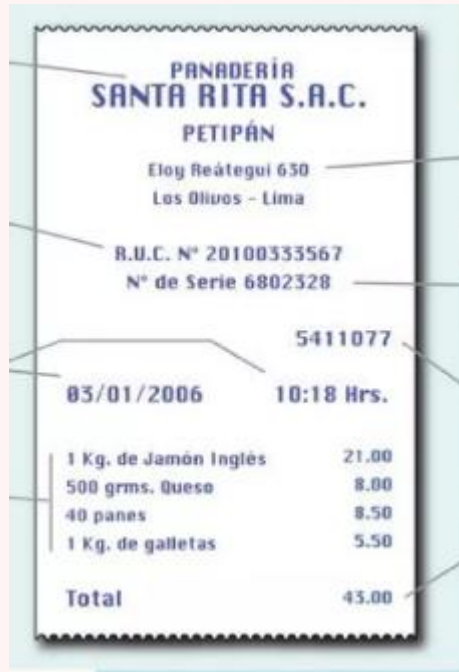 PANADERÍA
SANTA RITA S.A.C.
PETIPÁN
Eloy Reátegui 630
Los Olivos - Lima
R.U.C. Nº 20100333567
Nº de Serie 6802328
5411077
03/01/2006 10:18 Hrs.
1 Kg. de Jamón Inglés 21.00
500 grms. Queso 8.00
40 panes 8.50
1 Kg. de galletas 5.50
Total 43.00